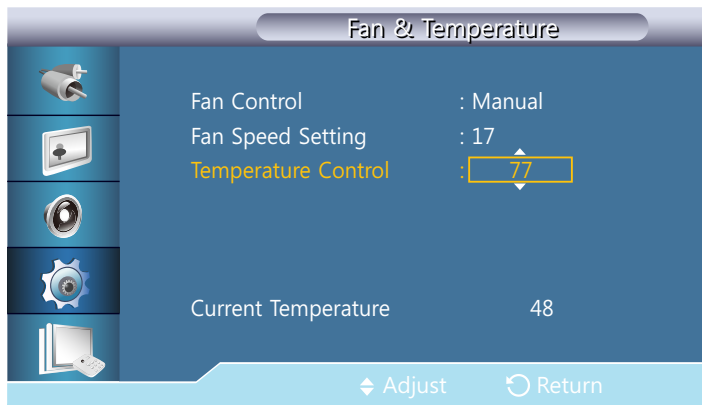 Fan & Temperature
Fan Control : Manual
Fan Speed Setting : 17
Temperature Control : 77
Current Temperature 48
Adjust Return